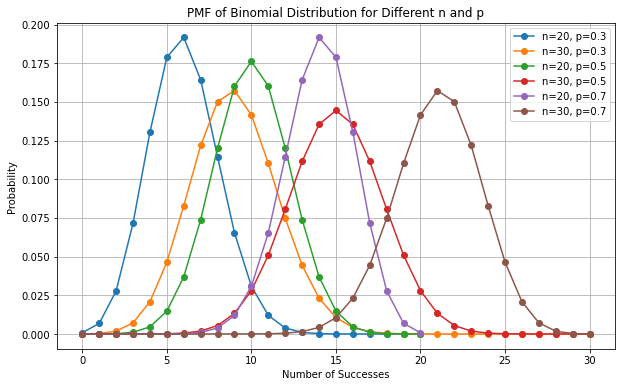 PMF of Binomial Distribution for Different n and p
0.200
0.175
0.150
0.125
0.100
0.075
0.050
0.025
0.000
Probability
n=20, p=0.3
n=30, p=0.3
n=20, p=0.5
n=30, p=0.5
n=20, p=0.7
n=30, p=0.7
0 5 10 15 20 25 30
Number of Successes